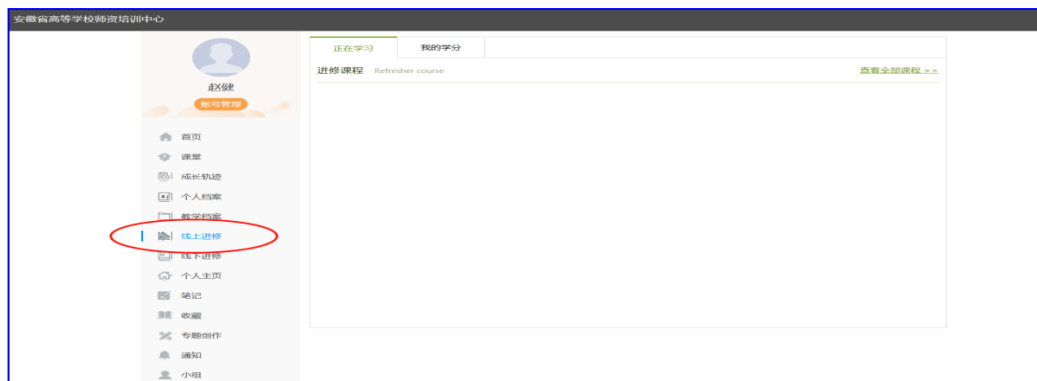 安徽省高等学校师资培训中心
赵健
账号管理
首页
课堂
成长轨迹
个人档案
教学档案
线上进修
线下进修
个人主页
笔记
收藏
专题创作
通知
小组
正在学习 我的学分
进修课程 Refresher course 查看全部课程 >>